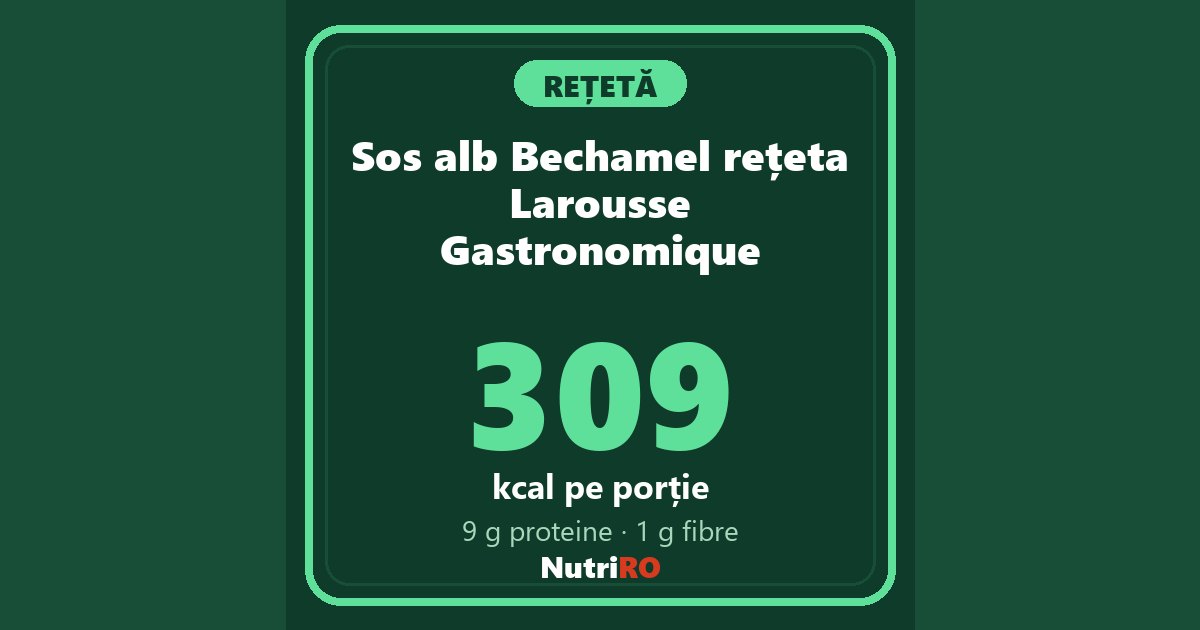 REȚETĂ
Sos alb Bechamel rețeta
Larousse
Gastronomique
309
kcal pe porție
9 g proteine · 1 g fibre
NutriRO